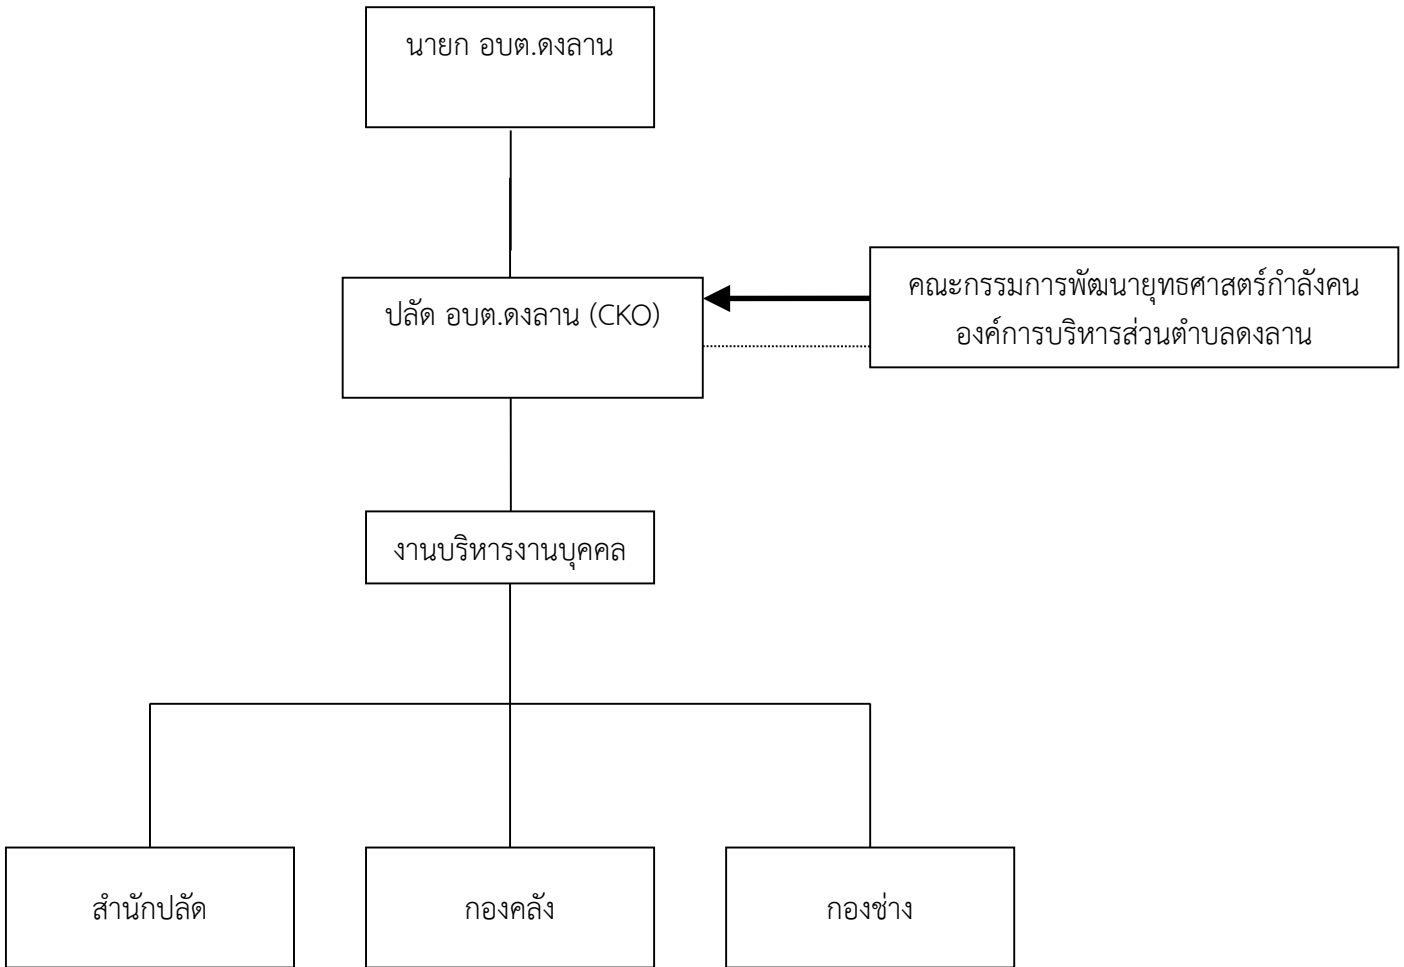 นายก อบต.ดงลาน
ปลัด อบต.ดงลาน (CKO)
คณะกรรมการพัฒนายุทธศาสตร์กำลังคน
องค์การบริหารส่วนตำบลดงลาน
งานบริหารงานบุคคล
สำนักปลัด
กองคลัง
กองช่าง